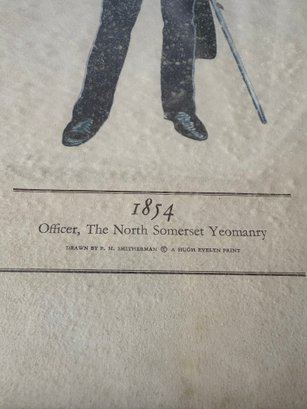 1854
Officer, The North Somerset Yeomanry
DRAWN BY P. H. SMITHERMAN © A HUGH EVELYN PRINT